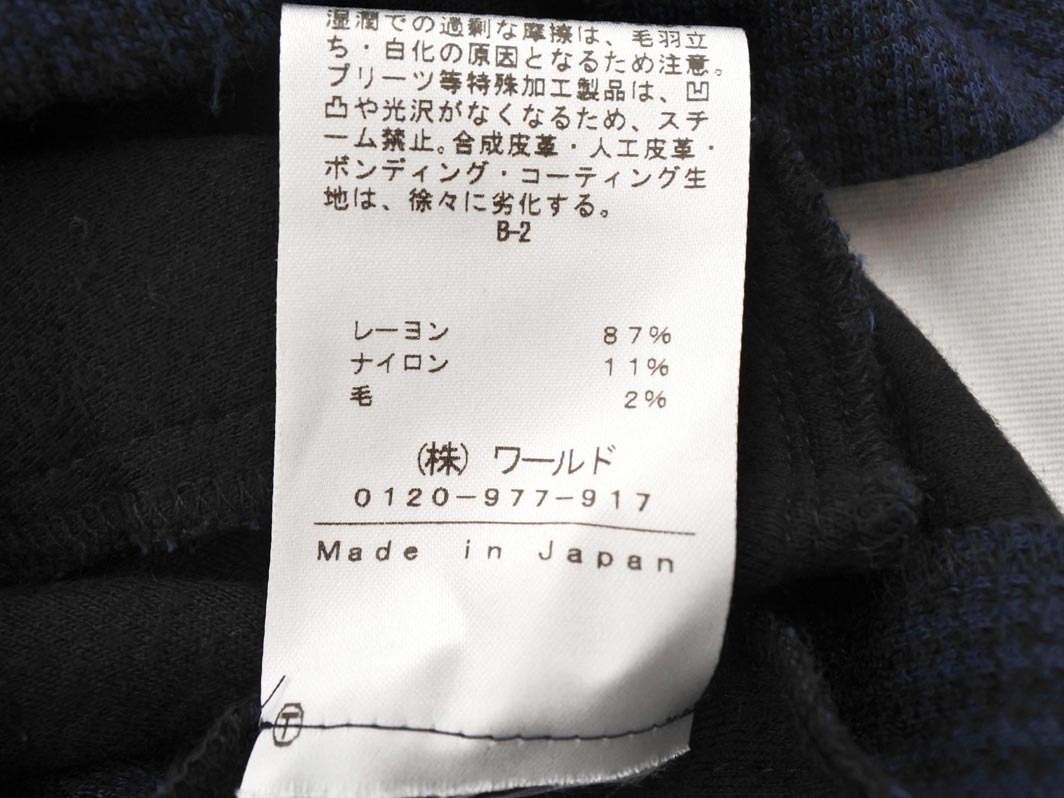 湿潤での過剰な摩擦は、毛羽立
ち・白化の原因となるため注意。
プリーツ等特殊加工製品は、凹
凸や光沢がなくなるため、スチ
ーム禁止。合成皮革・人工皮革・
ボンディング・コーティング生
地は、徐々に劣化する。
B-2
レーヨン 87%
ナイロン 11%
毛 2%
(株)ワールド
0120-977-917
Made in Japan
T